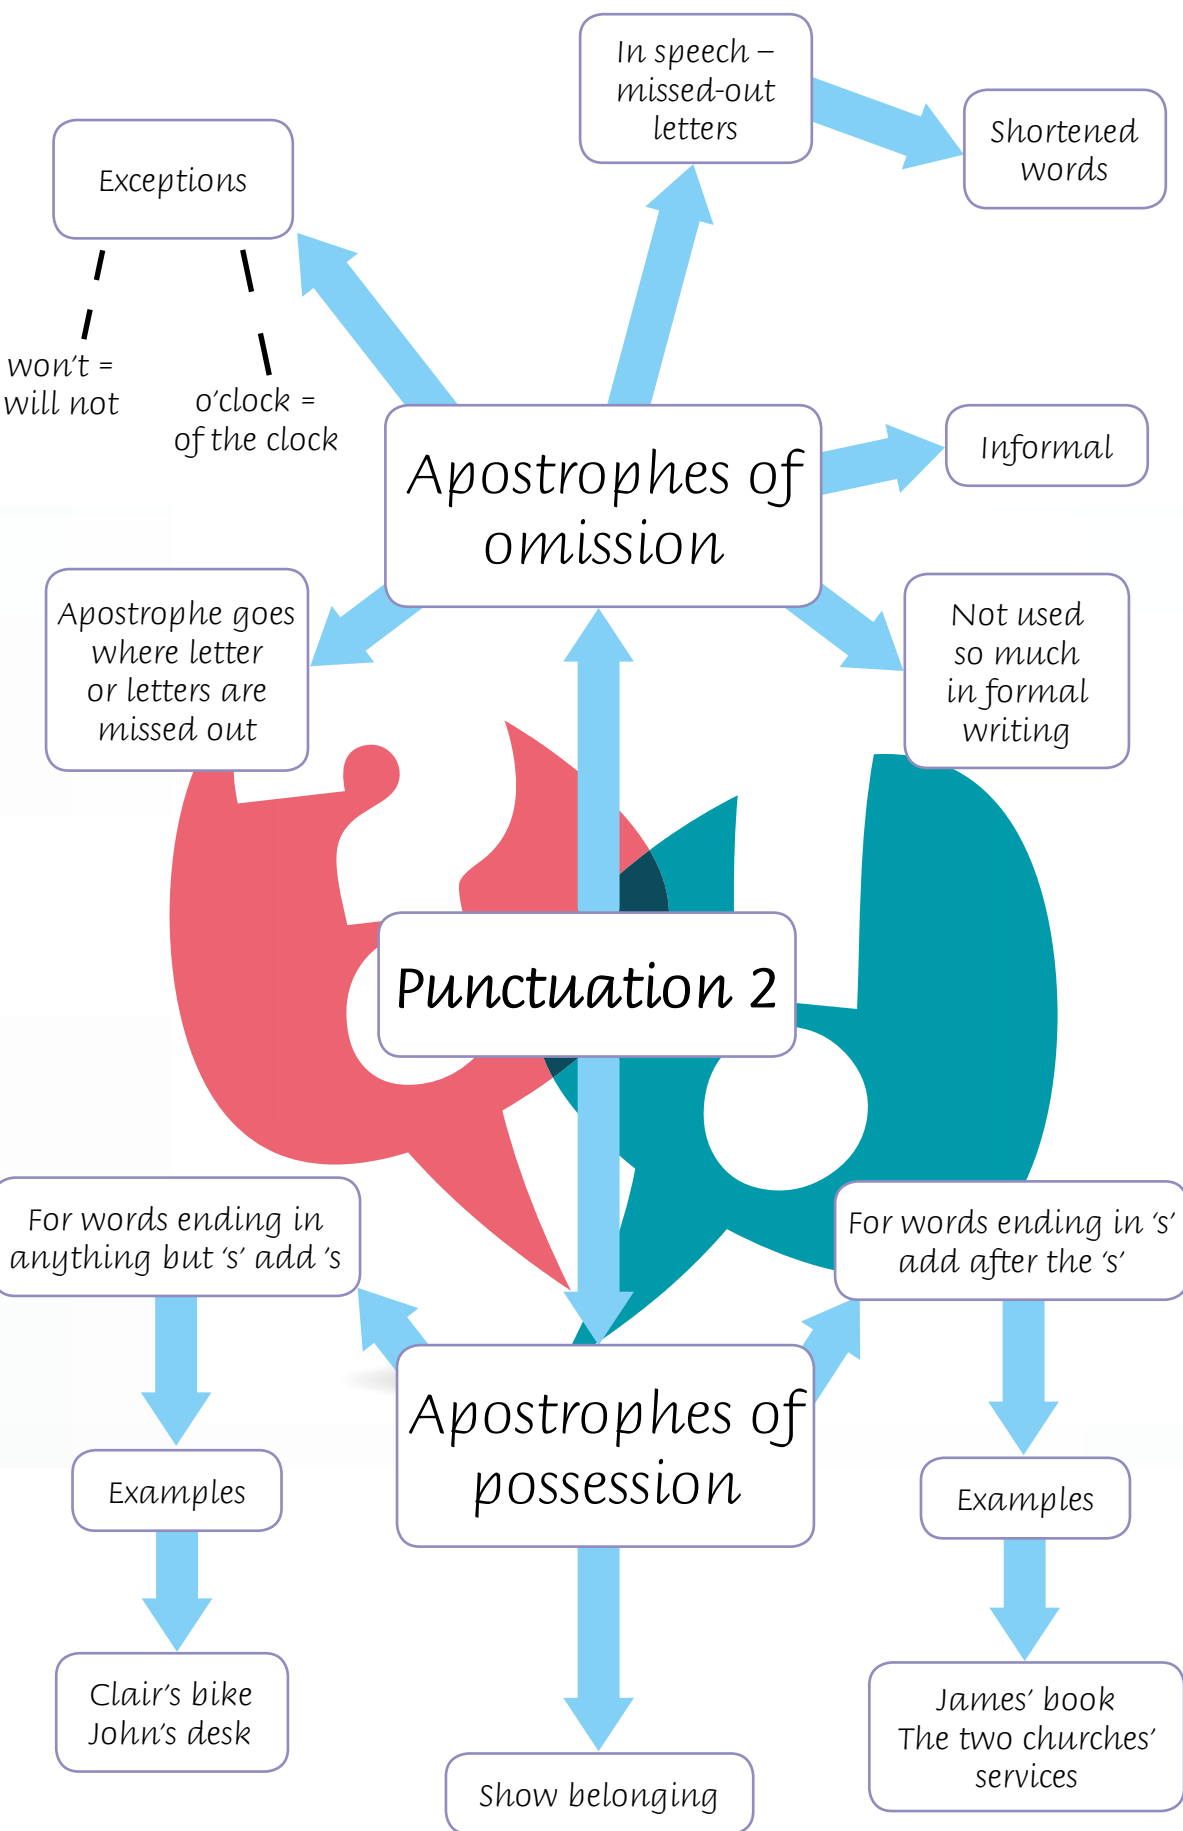 In speech –
missed-out
letters
Shortened
words
Exceptions
won't =
will not
o'clock =
of the clock
Apostrophes of
omission
Informal
Apostrophe goes
where letter
or letters are
missed out
Not used
so much
in formal
writing
Punctuation 2
For words ending in
anything but ‘s’ add ’s
For words ending in ‘s’
add after the ‘s’
Apostrophes of
possession
Examples
Examples
Clair’s bike
John’s desk
James’ book
The two churches’
services
Show belonging